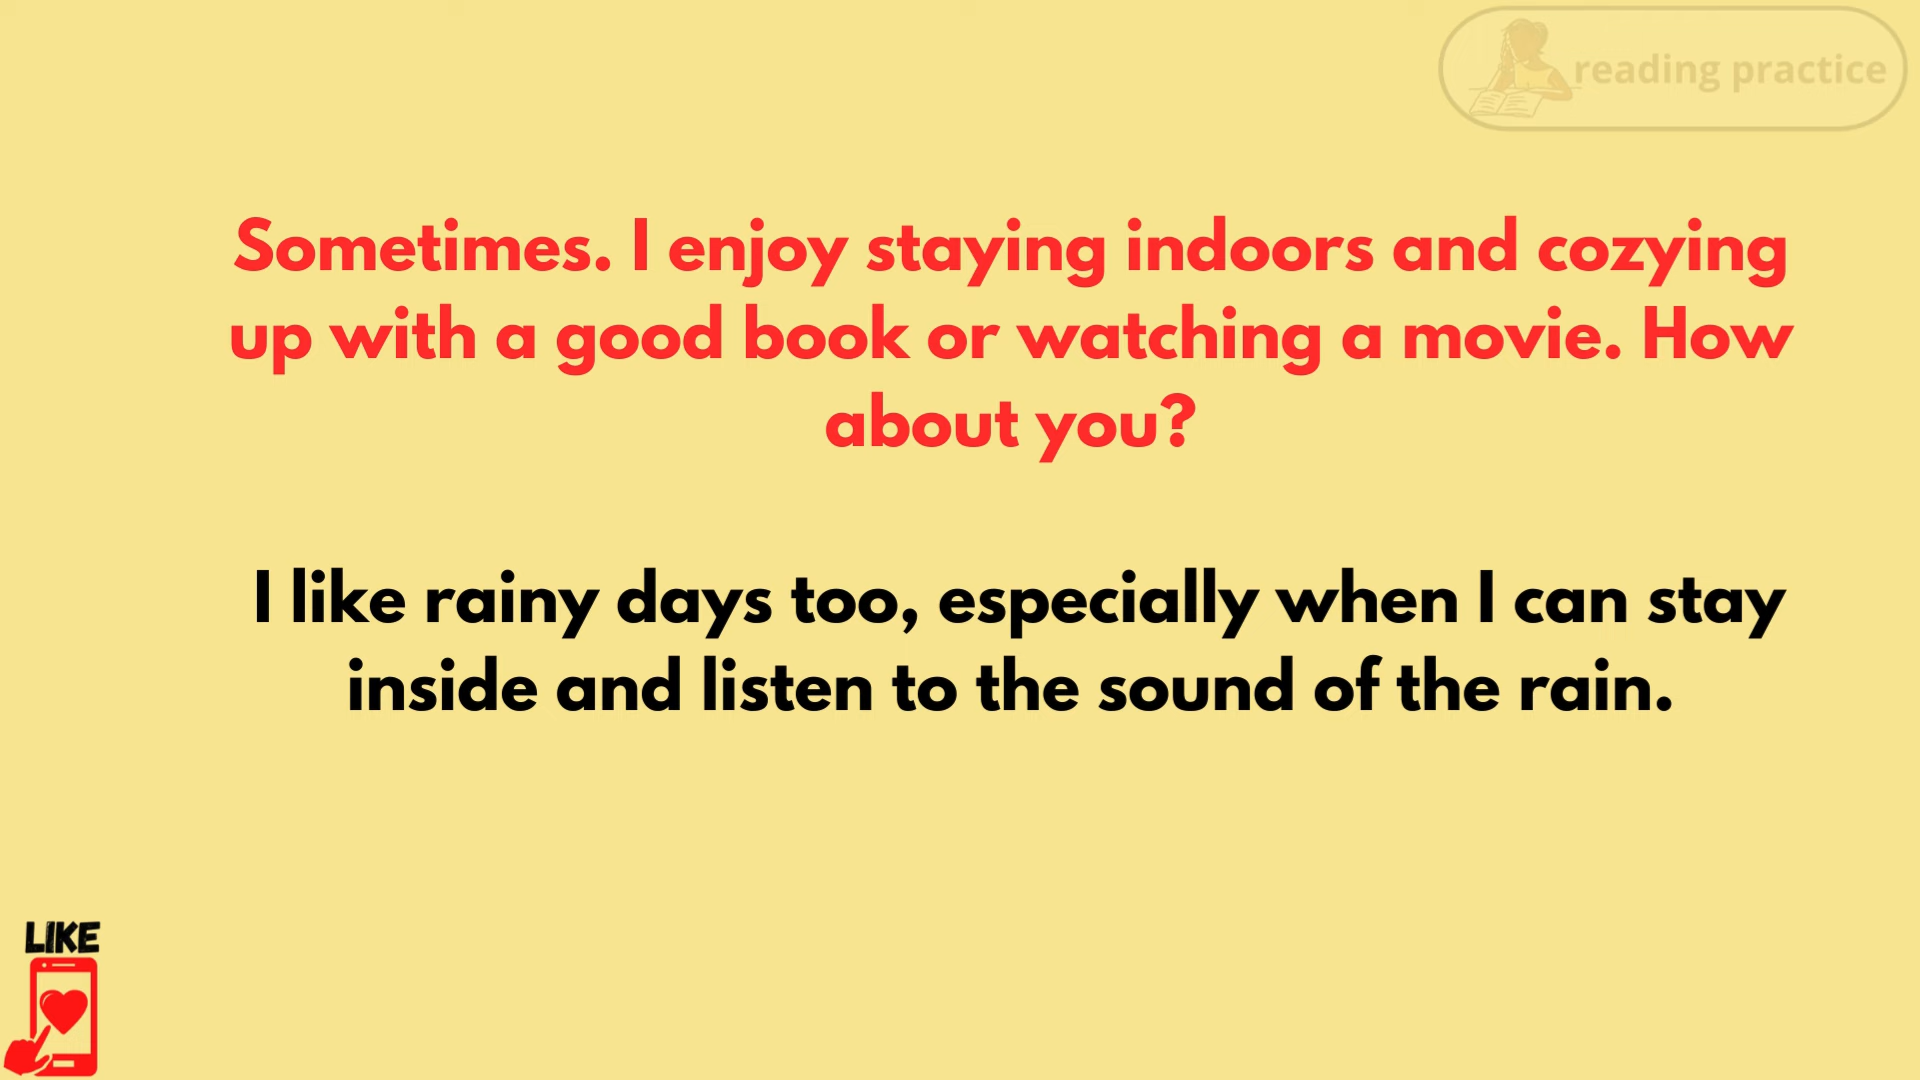 reading practice
Sometimes. I enjoy staying indoors and cozying
up with a good book or watching a movie. How
about you?
I like rainy days too, especially when I can stay
inside and listen to the sound of the rain.
LIKE